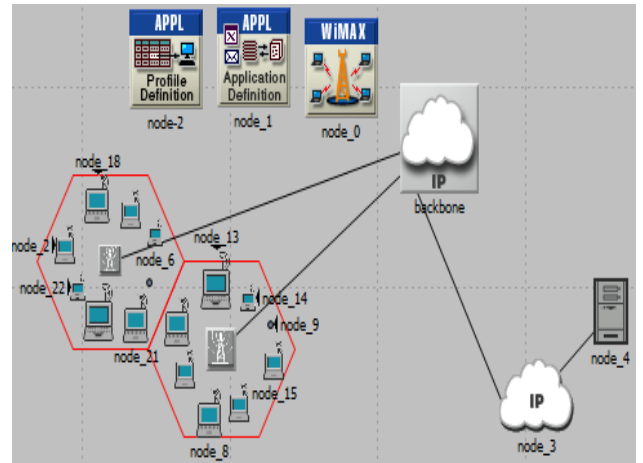 APPL
Profile
Definition
node-2
APPL
Application
Definition
node_1
WiMAX
node_0
IP
backbone
node_18
node_2
node_6
node_22
node_21
node_13
node_14
node_9
node_15
node_8
node_4
IP
node_3